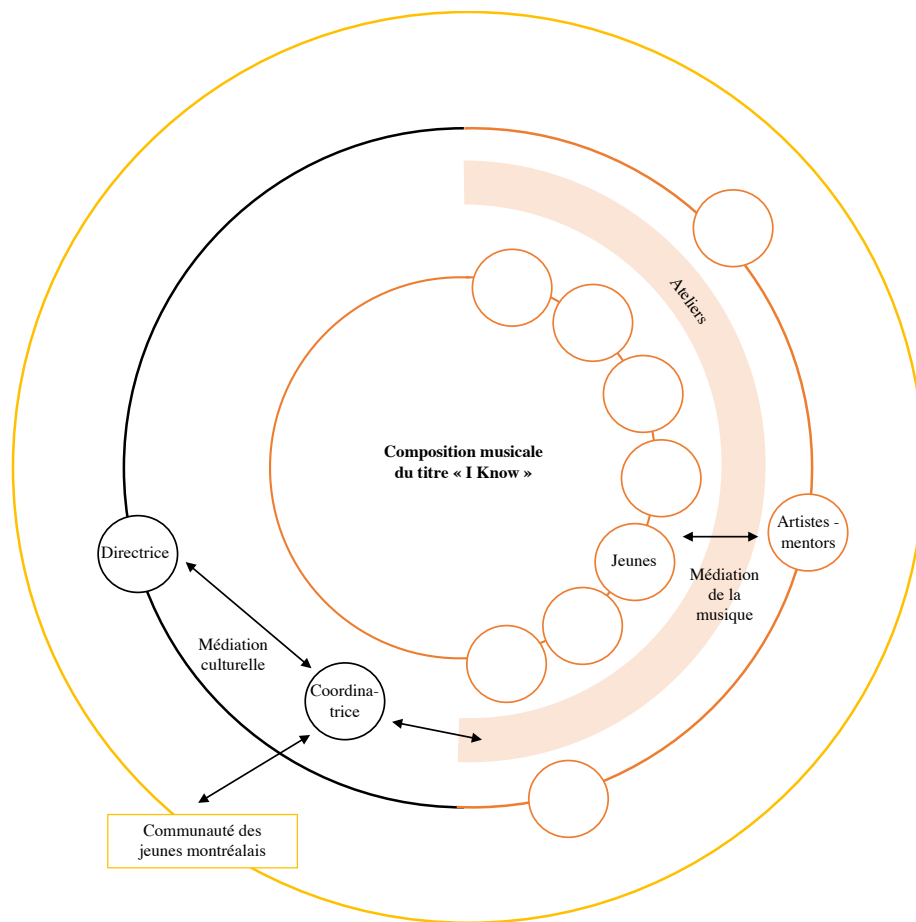 Ateliers
Composition musicale
du titre « I Know »
Artistes -
mentors
Directrice
Jeunes
Médiation
de la
musique
Médiation
culturelle
Coordina-
trice
Communauté des
jeunes montréalais